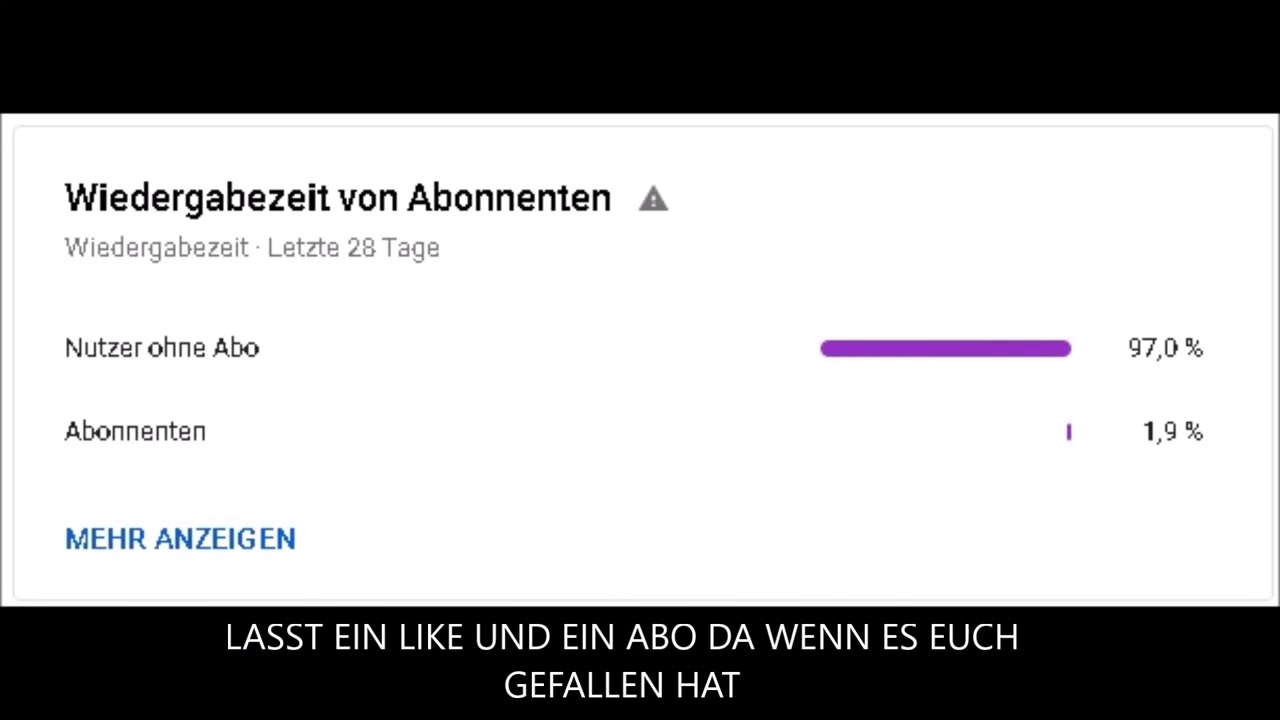 Wiedergabezeit von Abonnenten
Wiedergabezeit · Letzte 28 Tage
Nutzer ohne Abo 97,0 %
Abonnenten 1,9 %
MEHR ANZEIGEN
LASST EIN LIKE UND EIN ABO DA WENN ES EUCH
GEFALLEN HAT